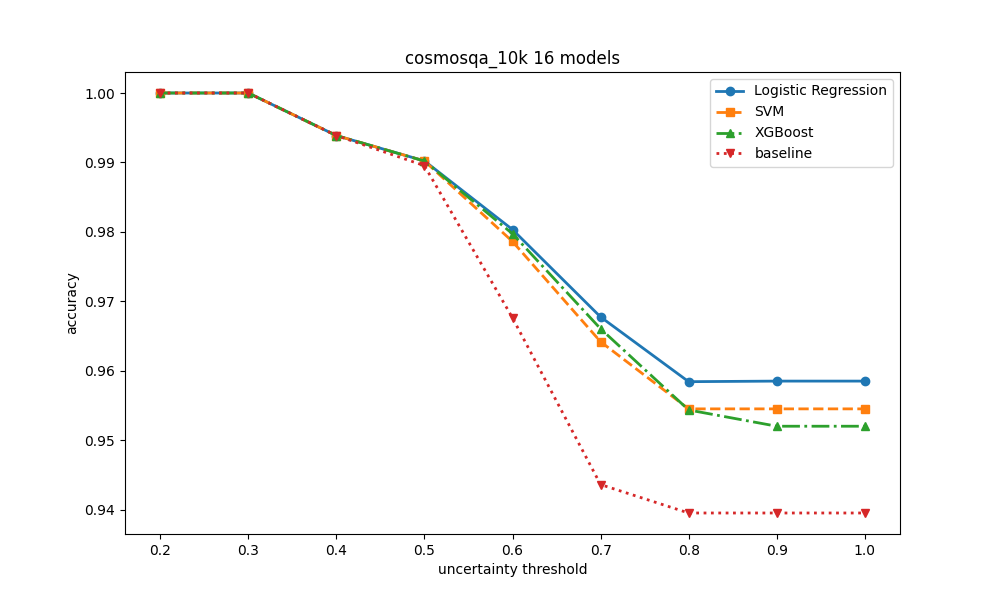 cosmosqa_10k 16 models
Logistic Regression
SVM
XGBoost
baseline
1.00
0.99
0.98
0.97
0.96
0.95
0.94
accuracy
0.2 0.3 0.4 0.5 0.6 0.7 0.8 0.9 1.0
uncertainty threshold